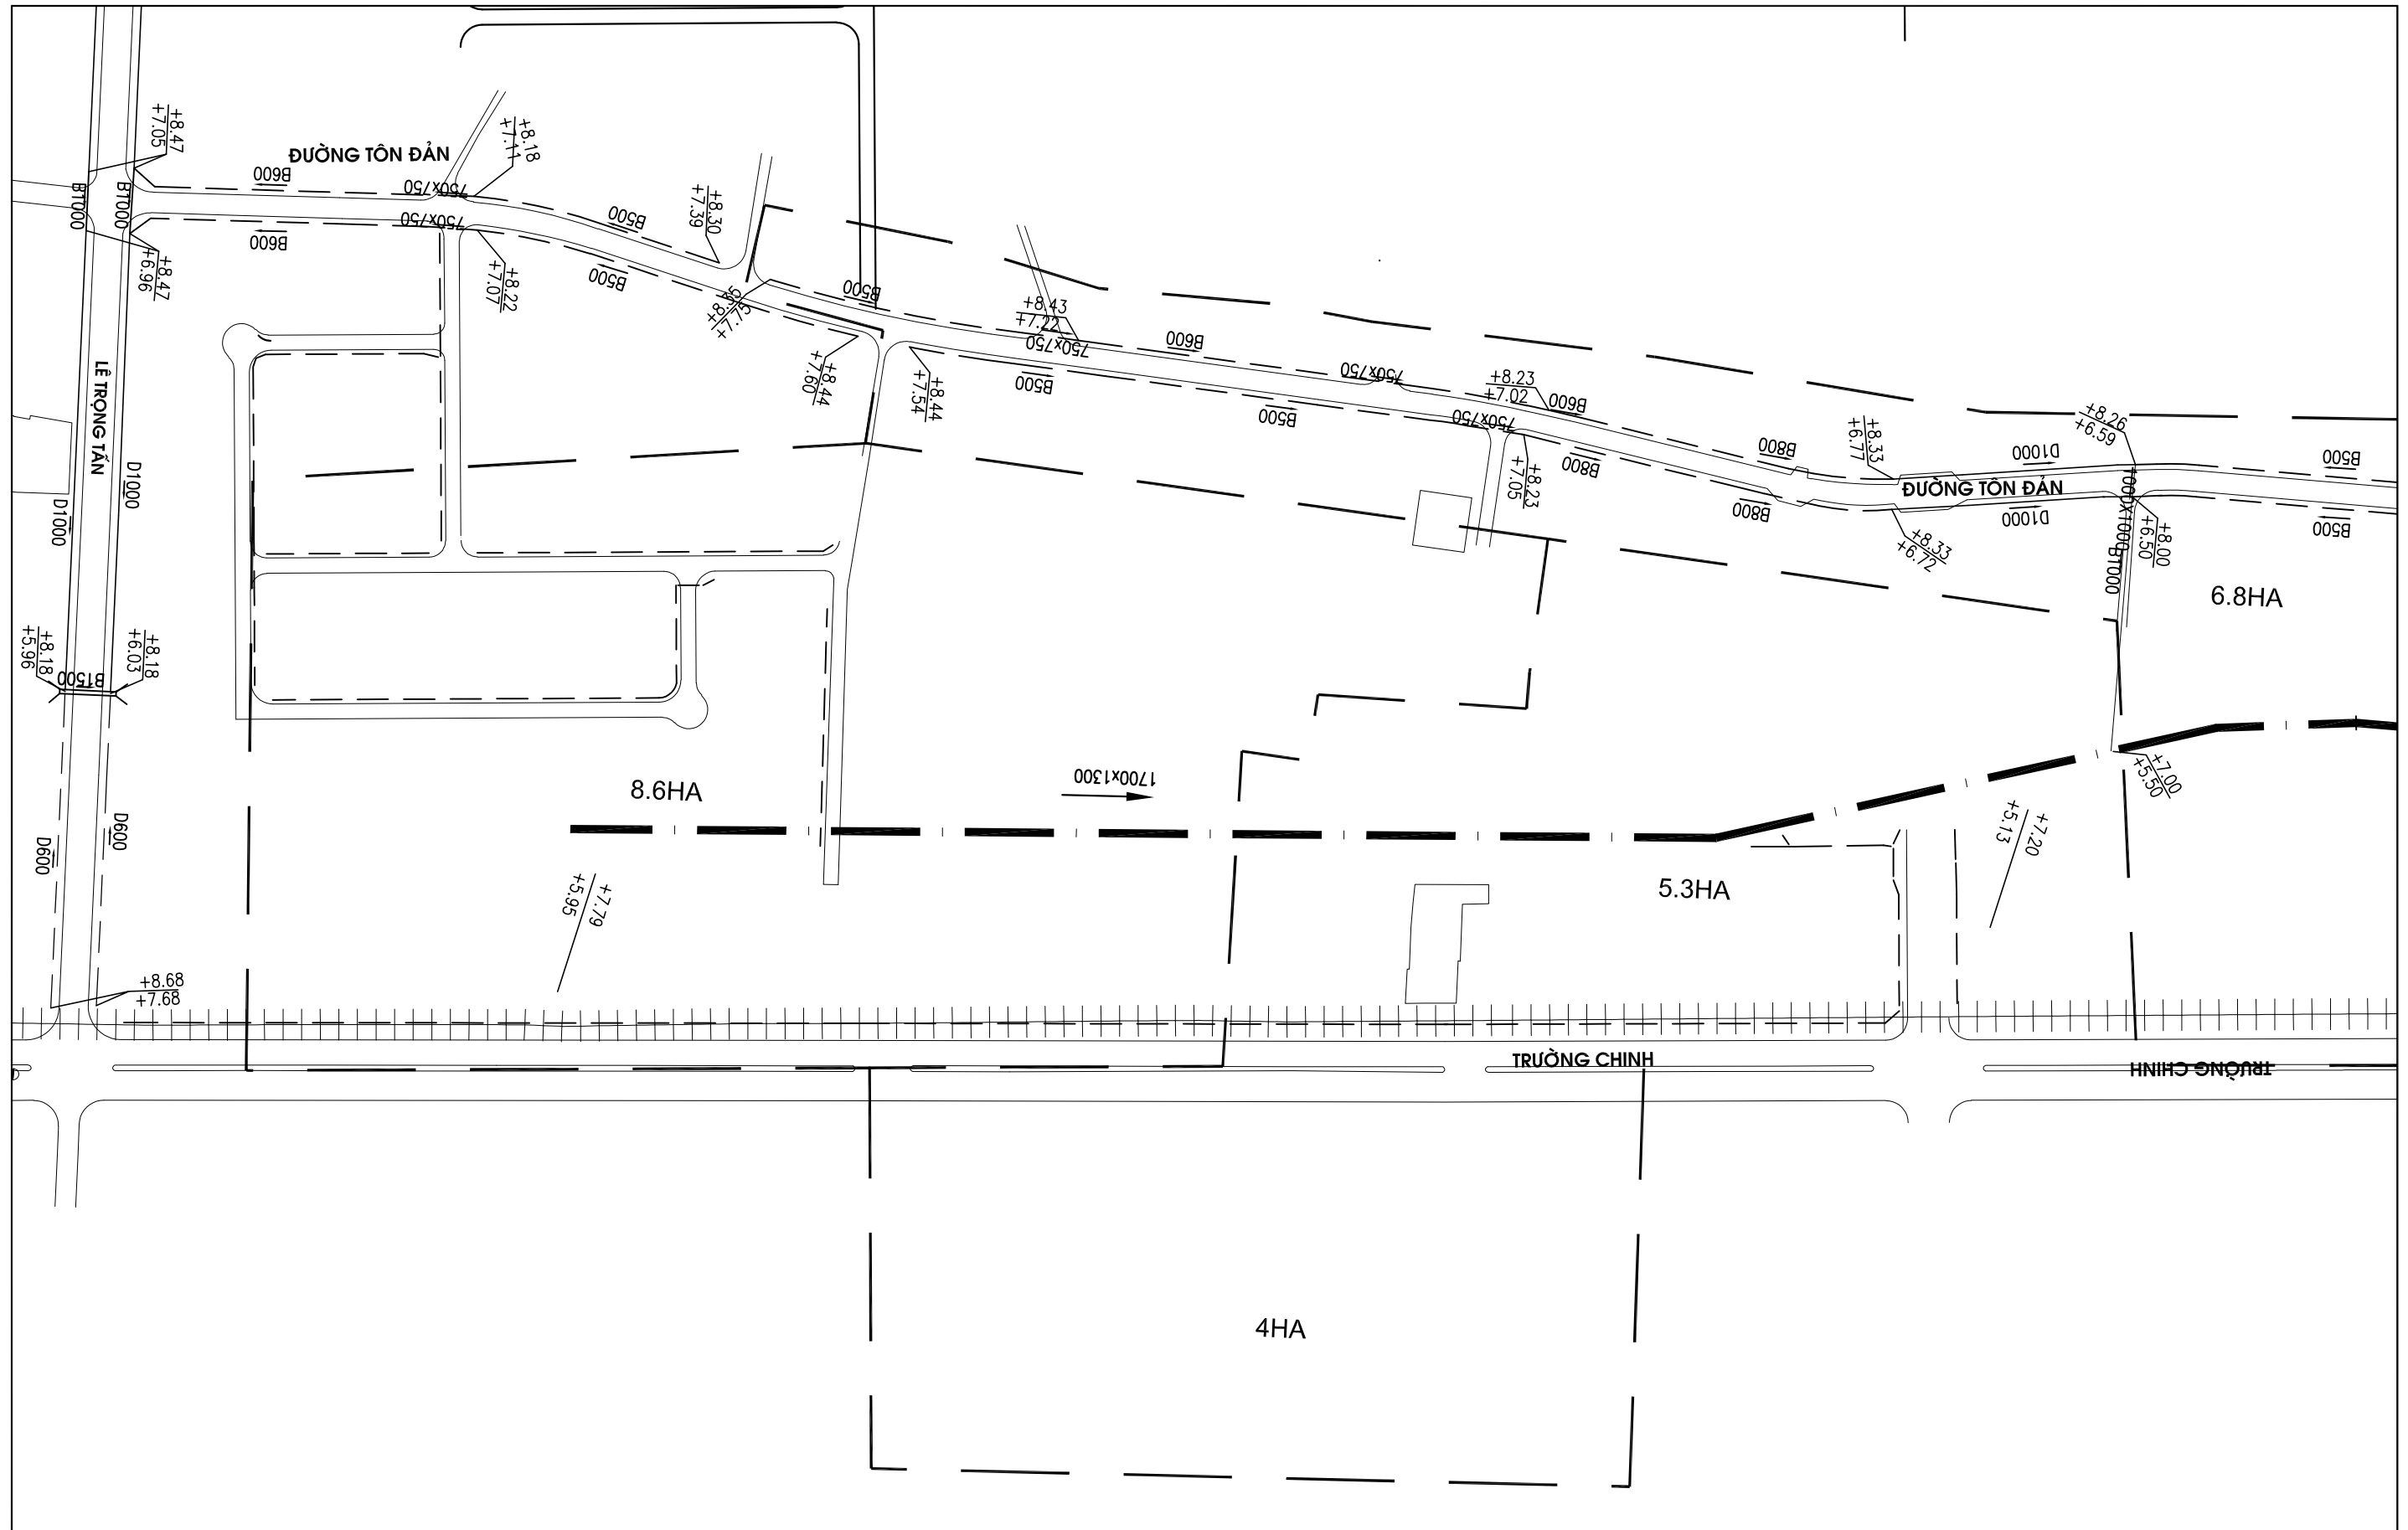 +8.47
+7.05
ĐƯỜNG TÔN ĐẢN
+8.18
+7.11
B600
750x750
B1000
B1000
750x750
B600
B500
+8.30
+7.39
B500
+8.47
+6.96
+8.22
+7.07
+8.35
+7.75
B500
+8.43
+7.22
750x750
B600
B500
+8.44
+7.60
+8.44
+7.54
750x750
+8.23
+7.02
B600
B500
750x750
LÊ TRỌNG TẤN
B800
B800
+8.23
+7.05
+8.33
+6.77
+8.26
+6.59
D1000
B500
ĐƯỜNG TÔN ĐẢN
1000X1000
B800
D1000
B500
D1000
D1000
+8.33
+6.72
+8.00
+6.50
B1000
6.8HA
+8.18
+5.96
+8.18
+6.03
B1500
8.6HA
1700x1300
+7.00
+5.50
D600
D600
+7.20
+5.13
5.3HA
+7.79
+5.95
+8.68
+7.68
TRƯỜNG CHINH
TRƯỜNG CHINH
4HA